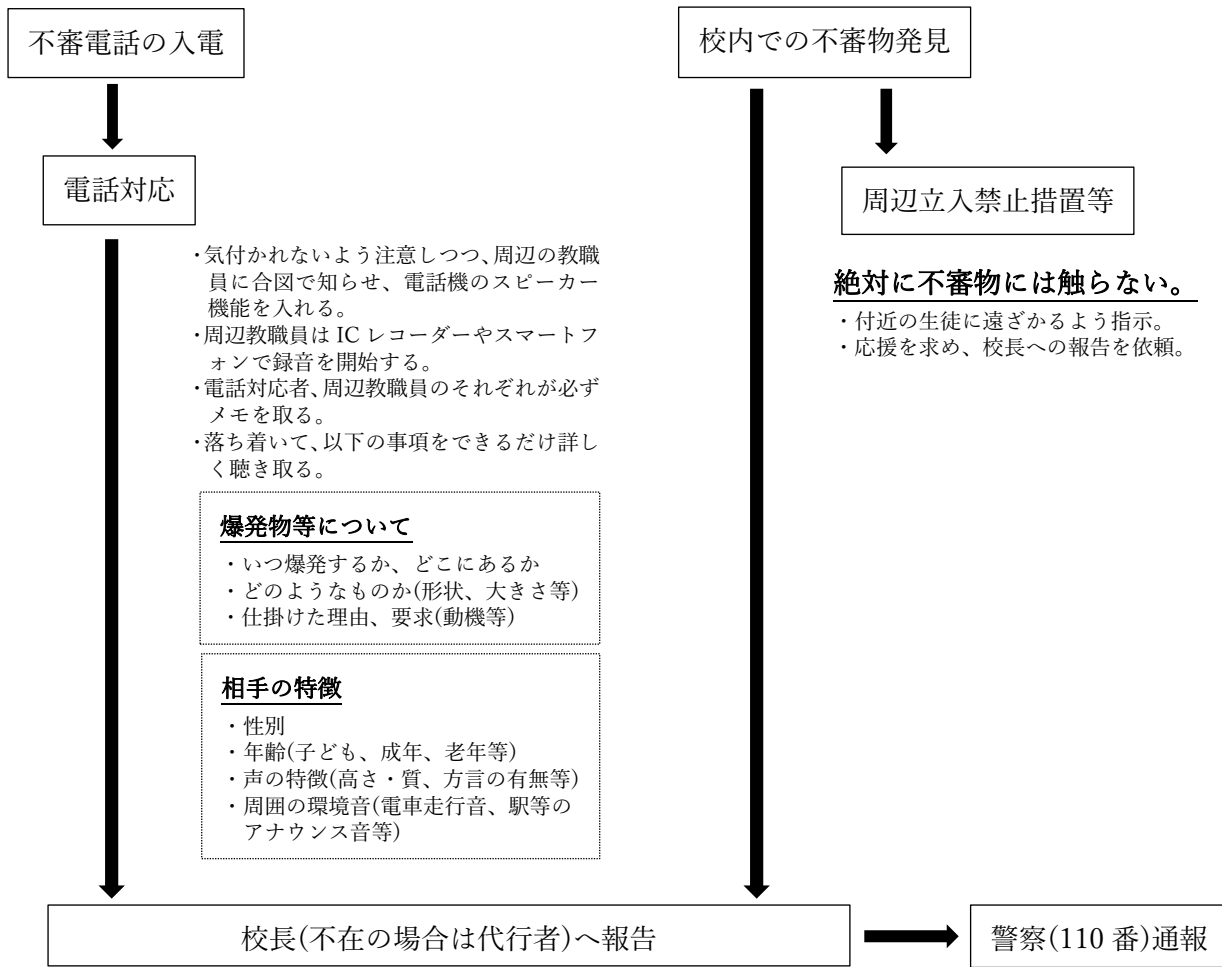 不審電話の入電
校内での不審物発見
電話対応
周辺立入禁止措置等
・気付かれないよう注意しつつ、周辺の教職
員に合図で知らせ、電話機のスピーカー
機能を入れる。
・周辺教職員は IC レコーダーやスマートフ
ォンで録音を開始する。
・電話対応者、周辺教職員のそれぞれが必ず
メモを取る。
・落ち着いて、以下の事項をできるだけ詳し
く聴き取る。
絶対に不審物には触らない。
・付近の生徒に遠ざかるよう指示。
・応援を求め、校長への報告を依頼。
爆発物等について
・いつ爆発するか、どこにあるか
・どのようなものか(形状、大きさ等)
・仕掛けた理由、要求(動機等)
相手の特徴
・性別
・年齢(子ども、成年、老年等)
・声の特徴(高さ・質、方言の有無等)
・周囲の環境音(電車走行音、駅等の
アナウンス音等)
校長(不在の場合は代行者)へ報告
警察(110 番)通報